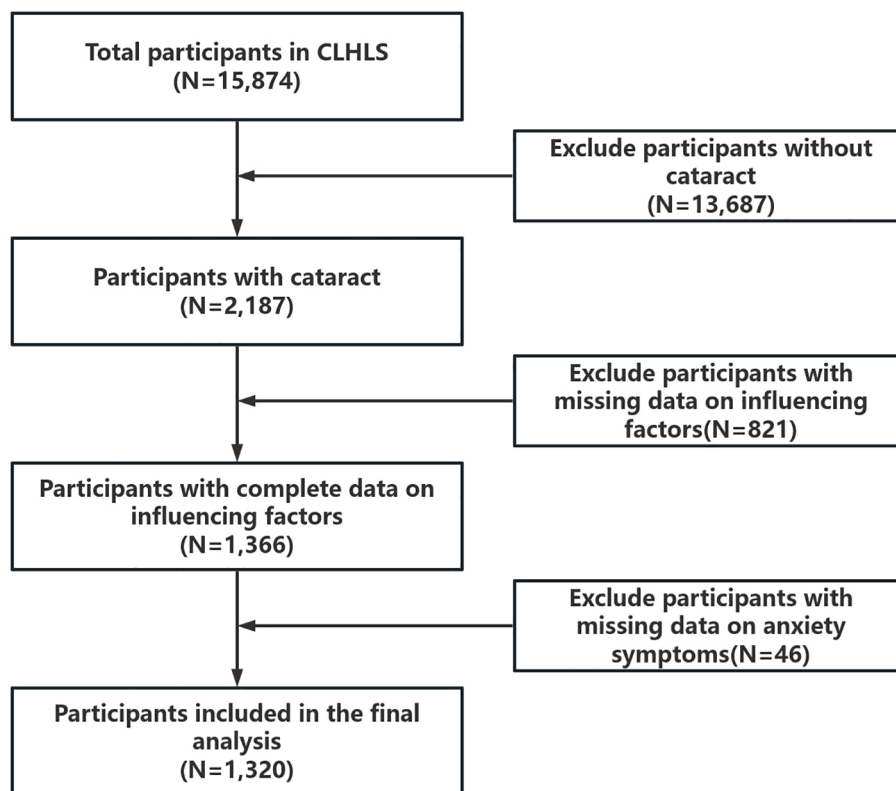 Total participants in CLHLS
(N=15,874)
Exclude participants without
cataract
(N=13,687)
Participants with cataract
(N=2,187)
Exclude participants with
missing data on influencing
factors(N=821)
Participants with complete data on
influencing factors
(N=1,366)
Exclude participants with
missing data on anxiety
symptoms(N=46)
Participants included in the final
analysis
(N=1,320)